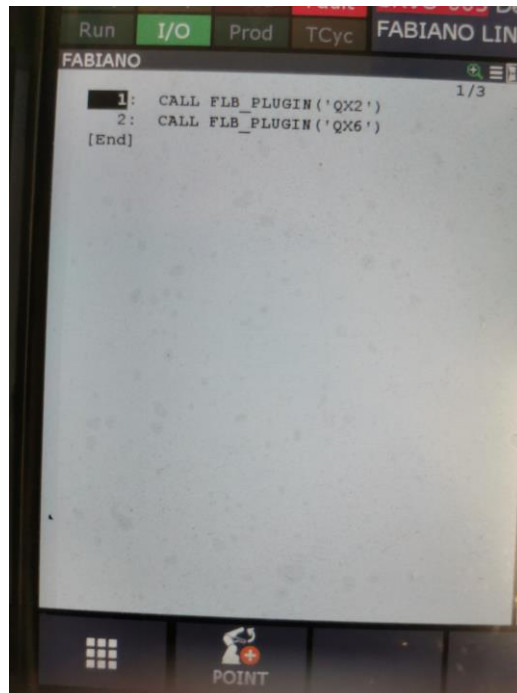 Run I/O Prod TCyc FABIANO LIN
FABIANO
1/3
1: CALL FLB_PLUGIN('QX2')
2: CALL FLB_PLUGIN('QX6')
[End]
POINT